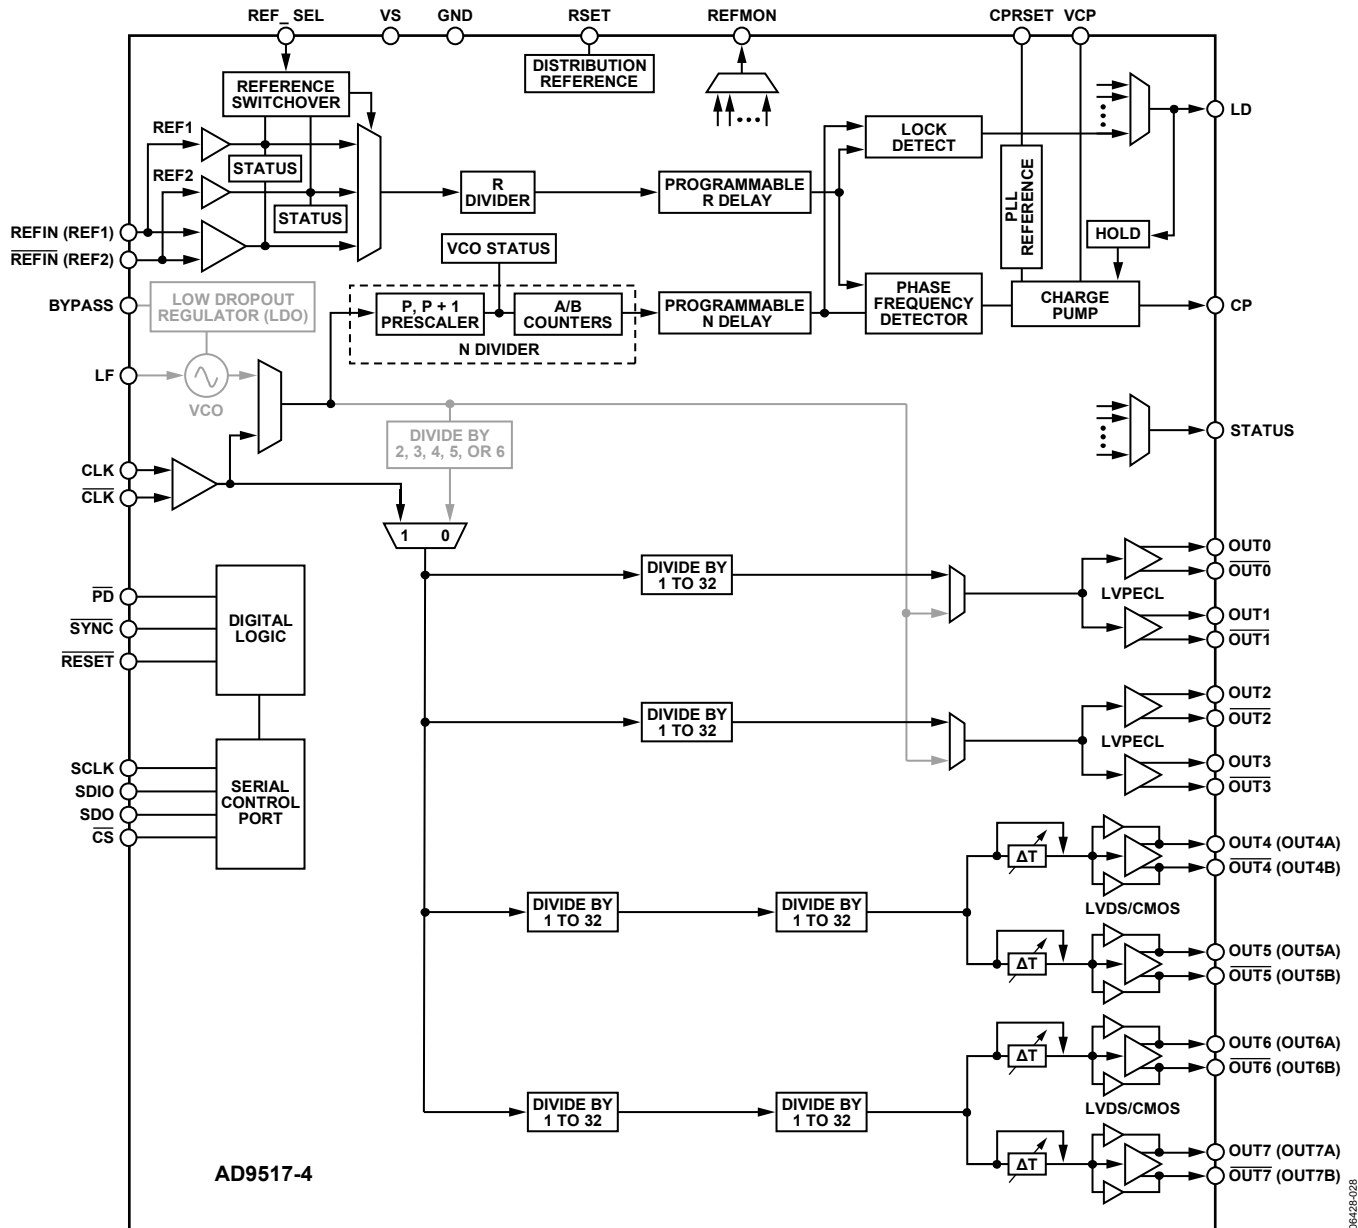 REF_ SEL
VS
GND
RSET
REFMON
CPRSET
VCP
DISTRIBUTION
REFERENCE
REFERENCE
SWITCHOVER
REF1
STATUS
REF2
STATUS
R
DIVIDER
PROGRAMMABLE
R DELAY
LOCK
DETECT
PLL
REFERENCE
LD
HOLD
REFIN (REF1)
REFIN (REF2)
BYPASS
LOW DROPOUT
REGULATOR (LDO)
VCO STATUS
P, P + 1
PRESCALER
A/B
COUNTERS
N DIVIDER
PROGRAMMABLE
N DELAY
PHASE
FREQUENCY
DETECTOR
CHARGE
PUMP
CP
LF
VCO
DIVIDE BY
2, 3, 4, 5, OR 6
STATUS
CLK
CLK
1 0
PD
SYNC
RESET
DIGITAL
LOGIC
DIVIDE BY
1 TO 32
LVPECL
OUT0
OUT0
OUT1
OUT1
DIVIDE BY
1 TO 32
LVPECL
OUT2
OUT2
OUT3
OUT3
SCLK
SDIO
SDO
CS
SERIAL
CONTROL
PORT
DIVIDE BY
1 TO 32
DIVIDE BY
1 TO 32
ΔT
OUT4 (OUT4A)
OUT4 (OUT4B)
LVDS/CMOS
ΔT
OUT5 (OUT5A)
OUT5 (OUT5B)
DIVIDE BY
1 TO 32
DIVIDE BY
1 TO 32
ΔT
OUT6 (OUT6A)
OUT6 (OUT6B)
LVDS/CMOS
ΔT
OUT7 (OUT7A)
OUT7 (OUT7B)
AD9517-4
06428-028